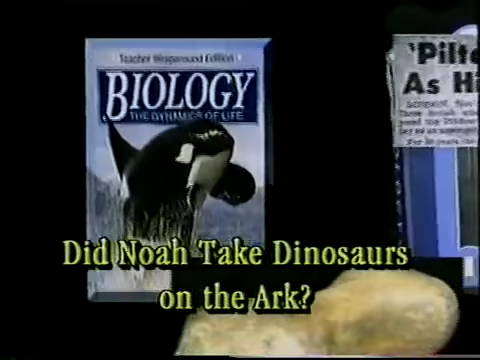 Teacher Wraparound Edition
BIOLOGY
THE DYNAMICS OF LIFE
'Pilt
As Hi
Did Noah Take Dinosaurs
on the Ark?